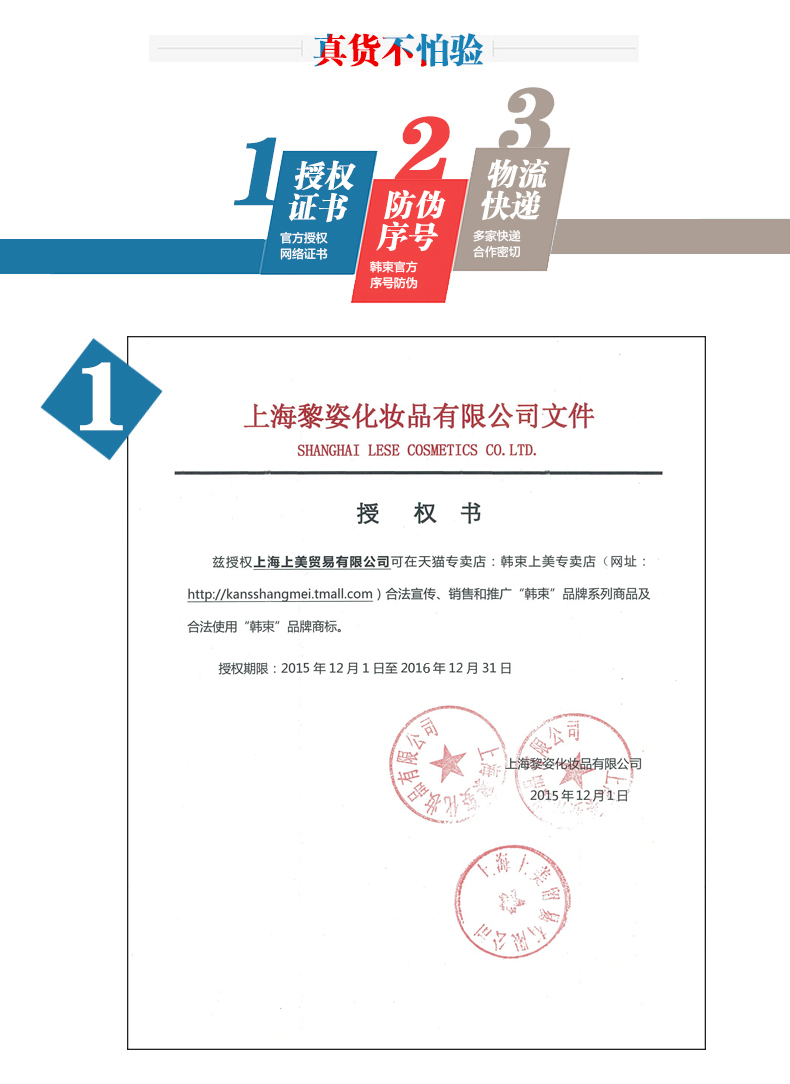 真货不怕验
1
授权
证书
官方授权
网络证书
2
防伪
序号
韩束官方
序号防伪
3
物流
快递
多家快递
合作密切
1
上海黎姿化妆品有限公司文件
SHANGHAI LESE COSMETICS CO.LTD.
授 权 书
兹授权上海上美贸易有限公司可在天猫专卖店：韩束上美专卖店（网址：
http://kansshangmei.tmall.com）合法宣传、销售和推广“韩束”品牌系列商品及
合法使用“韩束”品牌商标。
授权期限：2015 年 12 月 1 日至 2016 年 12 月 31 日
上海黎姿化妆品有限公司
上海黎姿化妆品有限公司
2015 年 12 月 1 日
上海上美贸易有限公司